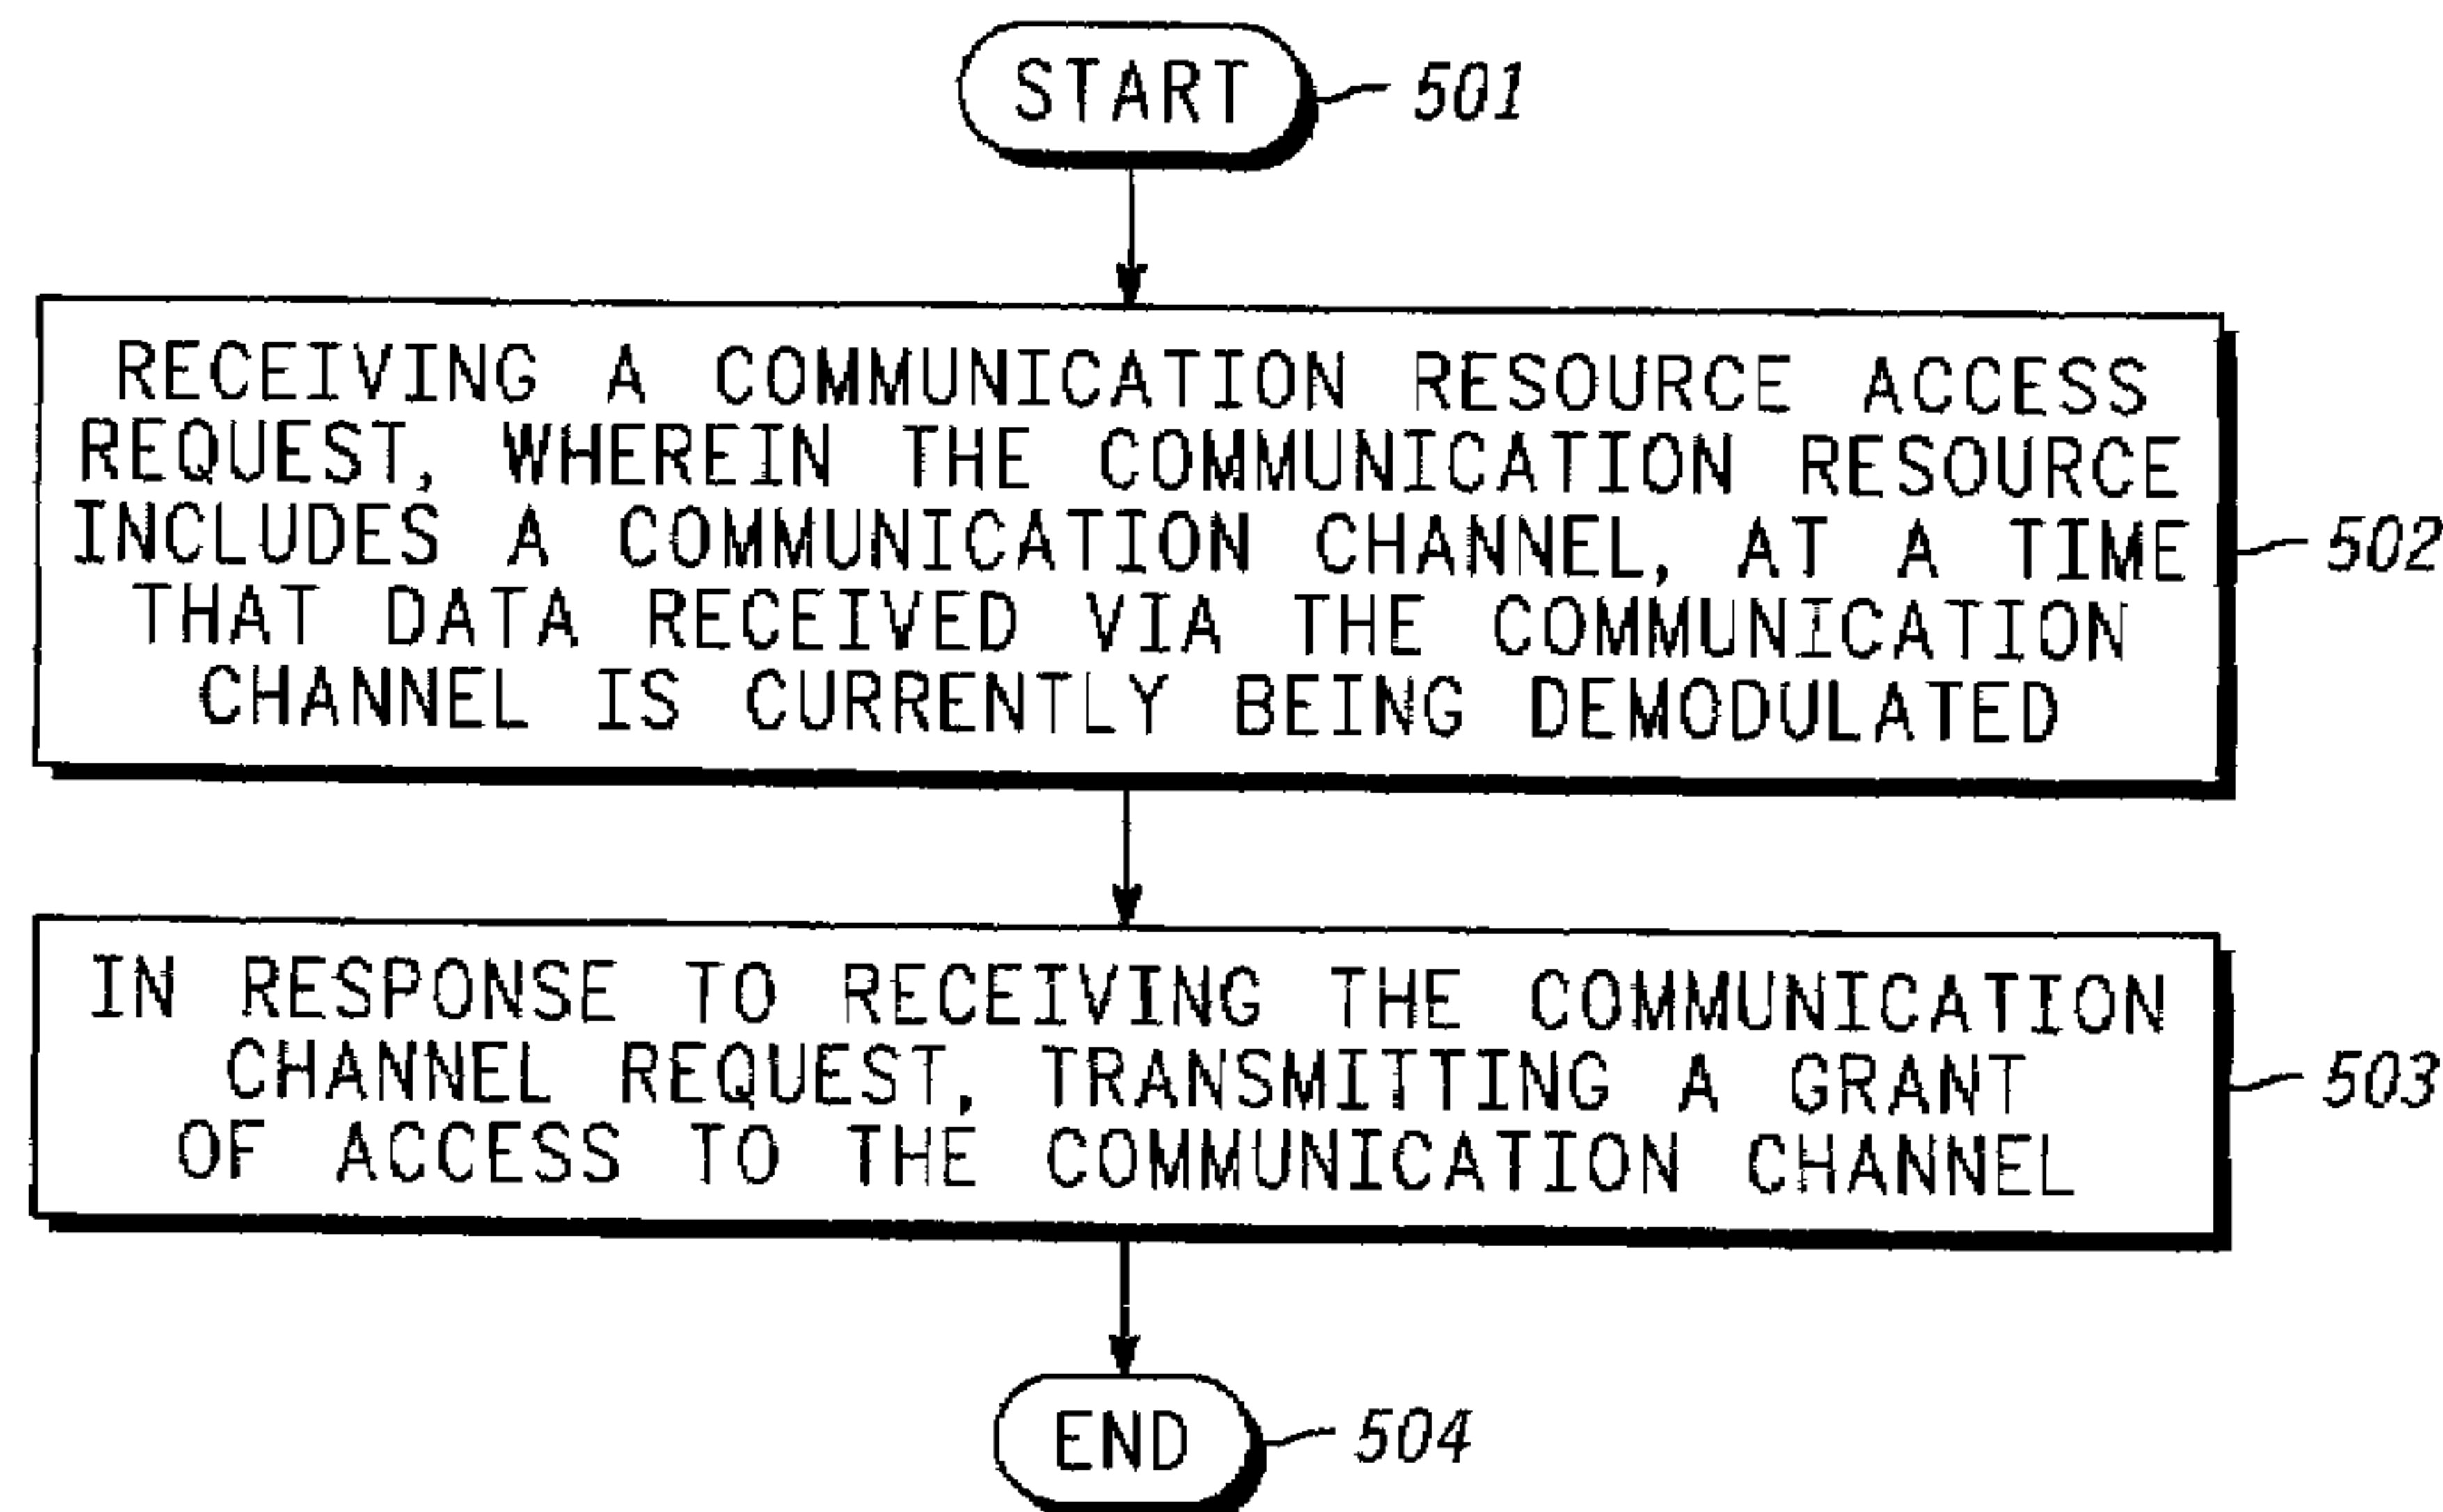 START 501
RECEIVING A COMMUNICATION RESOURCE ACCESS
REQUEST, WHEREIN THE COMMUNICATION RESOURCE
INCLUDES A COMMUNICATION CHANNEL, AT A TIME
THAT DATA RECEIVED VIA THE COMMUNICATION
CHANNEL IS CURRENTLY BEING DEMODULATED
502
IN RESPONSE TO RECEIVING THE COMMUNICATION
CHANNEL REQUEST, TRANSMITTING A GRANT
OF ACCESS TO THE COMMUNICATION CHANNEL
503
END 504